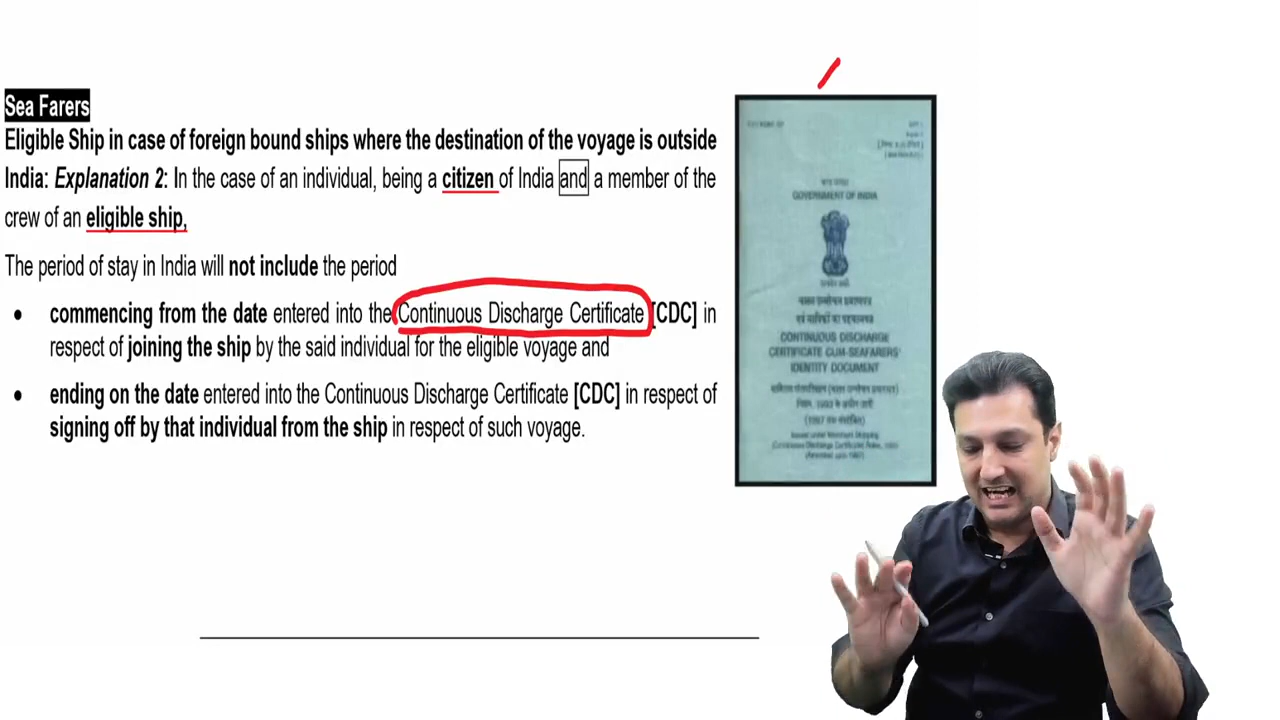 Sea Farers
Eligible Ship in case of foreign bound ships where the destination of the voyage is outside
India: Explanation 2: In the case of an individual, being a citizen of India and a member of the
crew of an eligible ship,
The period of stay in India will not include the period
• commencing from the date entered into the Continuous Discharge Certificate [CDC] in
respect of joining the ship by the said individual for the eligible voyage and
• ending on the date entered into the Continuous Discharge Certificate [CDC] in respect of
signing off by that individual from the ship in respect of such voyage.
भारत सरकार
GOVERNMENT OF INDIA
CONTINUOUS DISCHARGE
CERTIFICATE CUM-SEAFARERS'
IDENTITY DOCUMENT